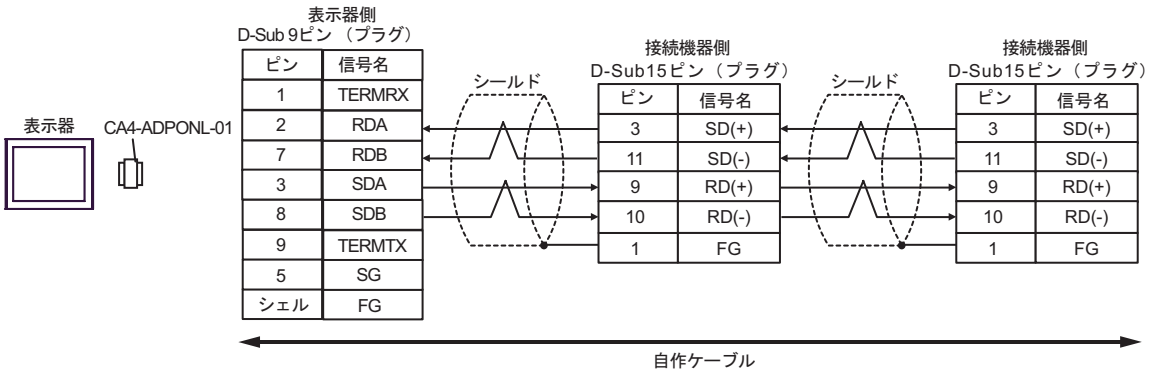 表示器側
D-Sub 9ピン（プラグ）
接続機器側
D-Sub15ピン（プラグ）
接続機器側
D-Sub15ピン（プラグ）
表示器
CA4-ADPONL-01
シールド
シールド
ピン 信号名
1 TERMRX
2 RDA
7 RDB
3 SDA
8 SDB
9 TERMTX
5 SG
シェル FG
ピン 信号名
3 SD(+)
11 SD(-)
9 RD(+)
10 RD(-)
1 FG
ピン 信号名
3 SD(+)
11 SD(-)
9 RD(+)
10 RD(-)
1 FG
自作ケーブル